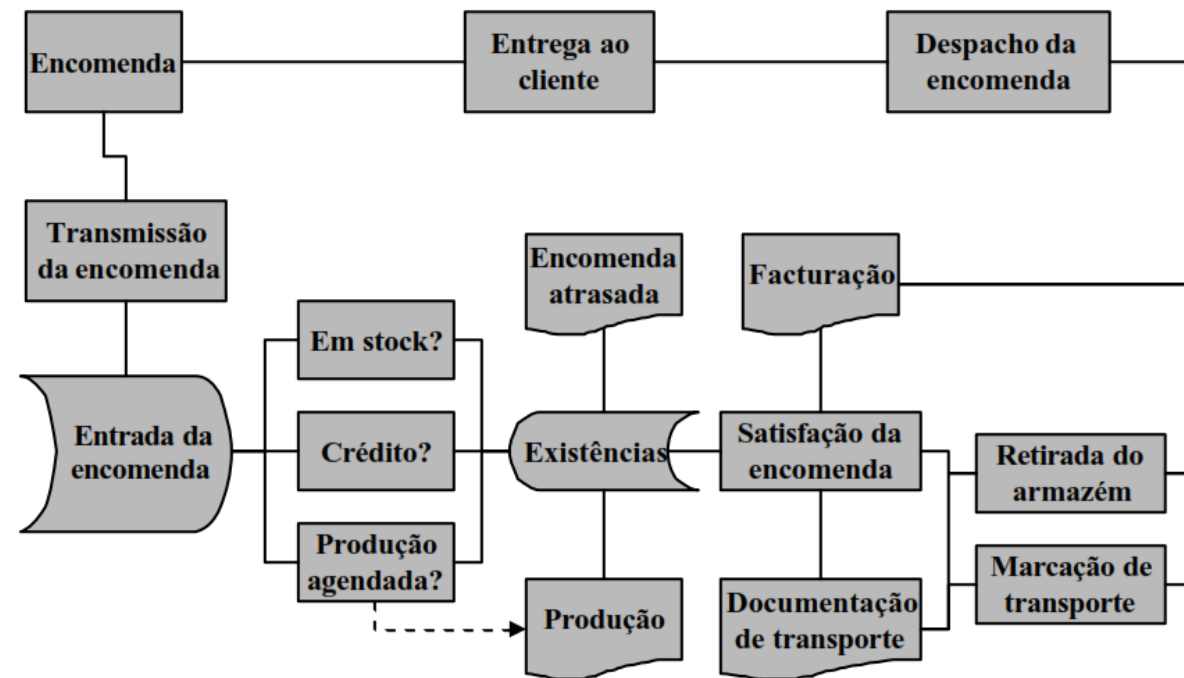 Encomenda
Entrega ao
cliente
Despacho da
encomenda
Transmissão
da encomenda
Encomenda
atrasada
Facturação
Em stock?
Entrada da
encomenda
Crédito?
Existências
Satisfação da
encomenda
Retirada do
armazém
Produção
agendada?
Produção
Documentação
de transporte
Marcação de
transporte